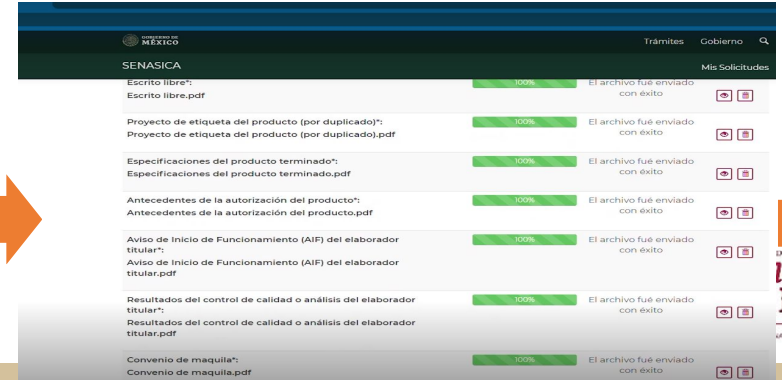 GOBIERNO DE
MÉXICO
Trámites Gobierno
SENASICA
Mis Solicitudes
Escrito libre*:
100%
El archivo fué enviado
con éxito
Escrito libre.pdf
Proyecto de etiqueta del producto (por duplicado)*:
100%
El archivo fué enviado
con éxito
Proyecto de etiqueta del producto (por duplicado).pdf
Especificaciones del producto terminado*:
100%
El archivo fué enviado
con éxito
Especificaciones del producto terminado.pdf
Antecedentes de la autorización del producto*:
100%
El archivo fué enviado
con éxito
Antecedentes de la autorización del producto.pdf
Aviso de Inicio de Funcionamiento (AIF) del elaborador
titular*:
100%
El archivo fué enviado
con éxito
Aviso de Inicio de Funcionamiento (AIF) del elaborador
titular.pdf
Resultados del control de calidad o análisis del elaborador
titular*:
100%
El archivo fué enviado
con éxito
Resultados del control de calidad o análisis del elaborador
titular.pdf
Convenio de maquila*:
100%
El archivo fué enviado
con éxito
Convenio de maquila.pdf